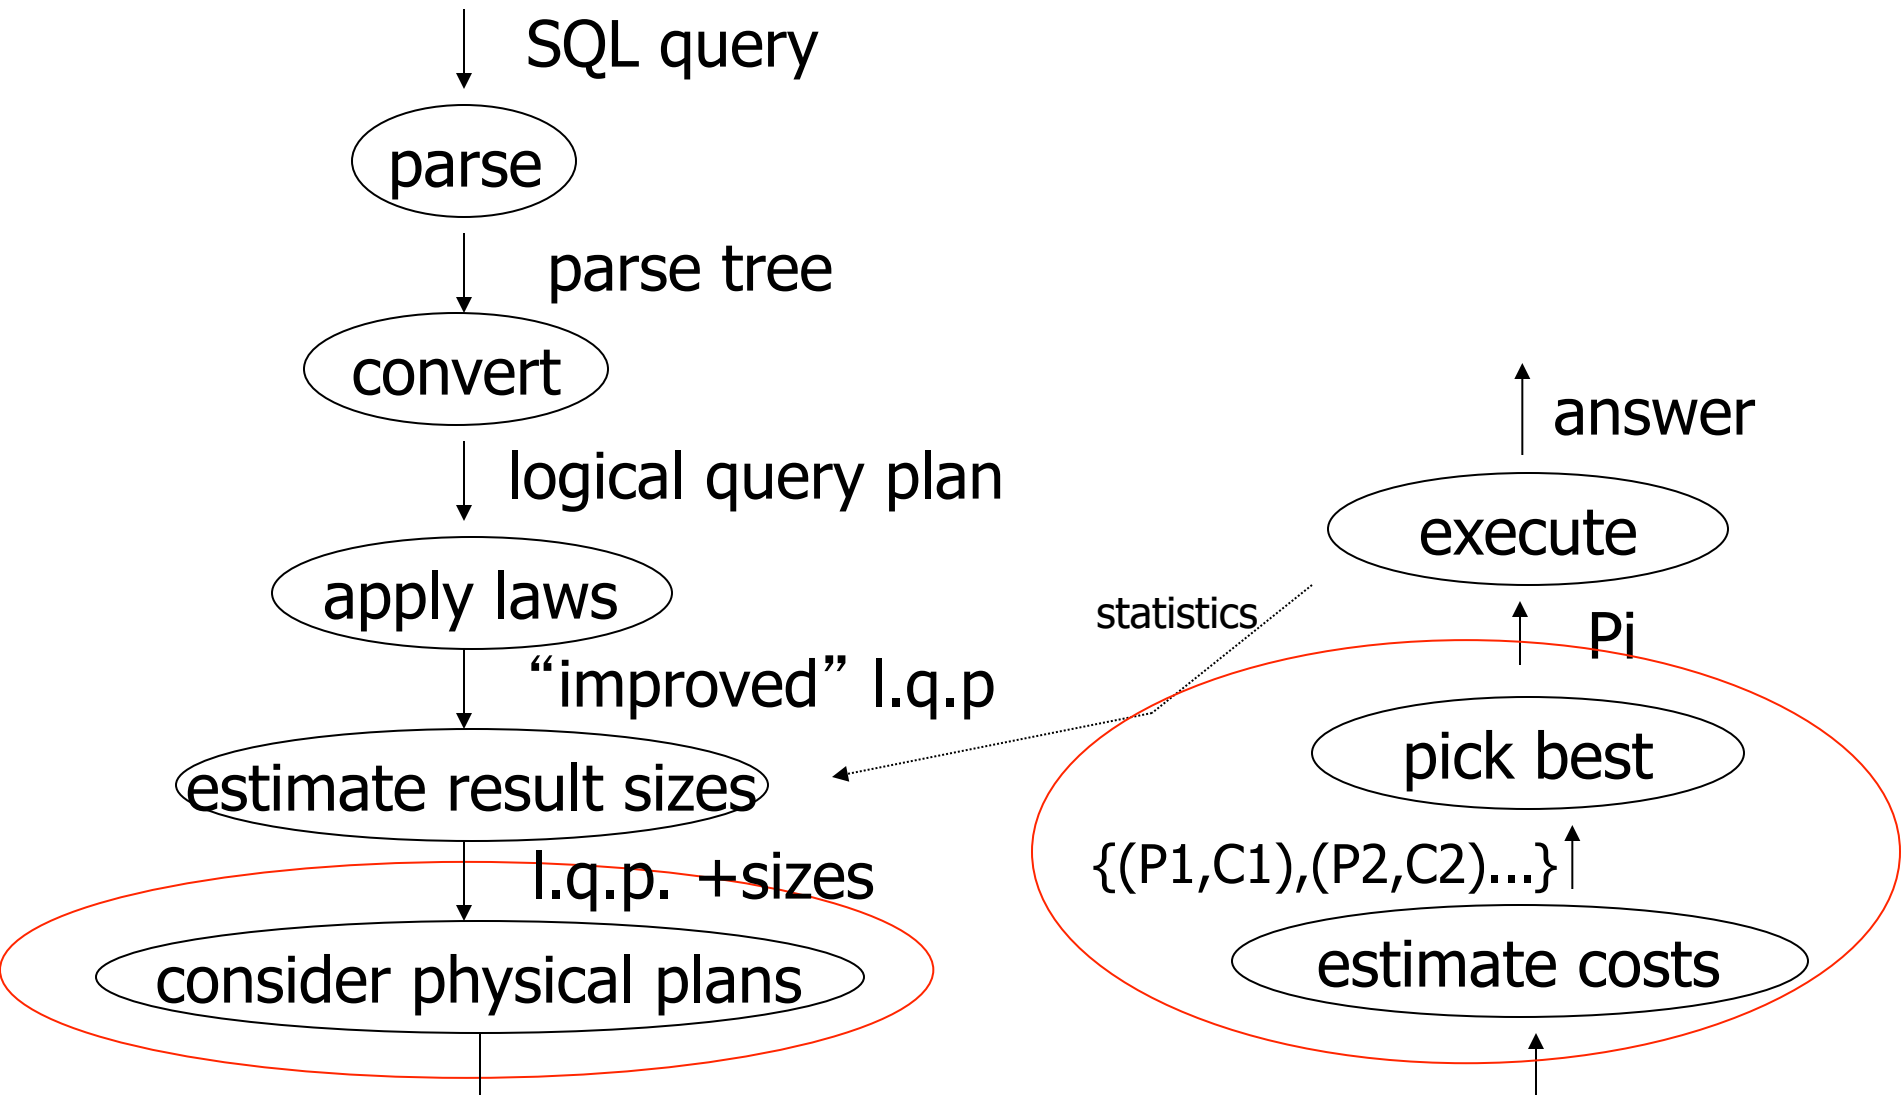 SQL query
parse
parse tree
convert
logical query plan
apply laws
“improved” l.q.p
estimate result sizes
l.q.p. +sizes
consider physical plans
answer
execute
statistics
Pi
pick best
{(P1,C1),(P2,C2)...}
estimate costs